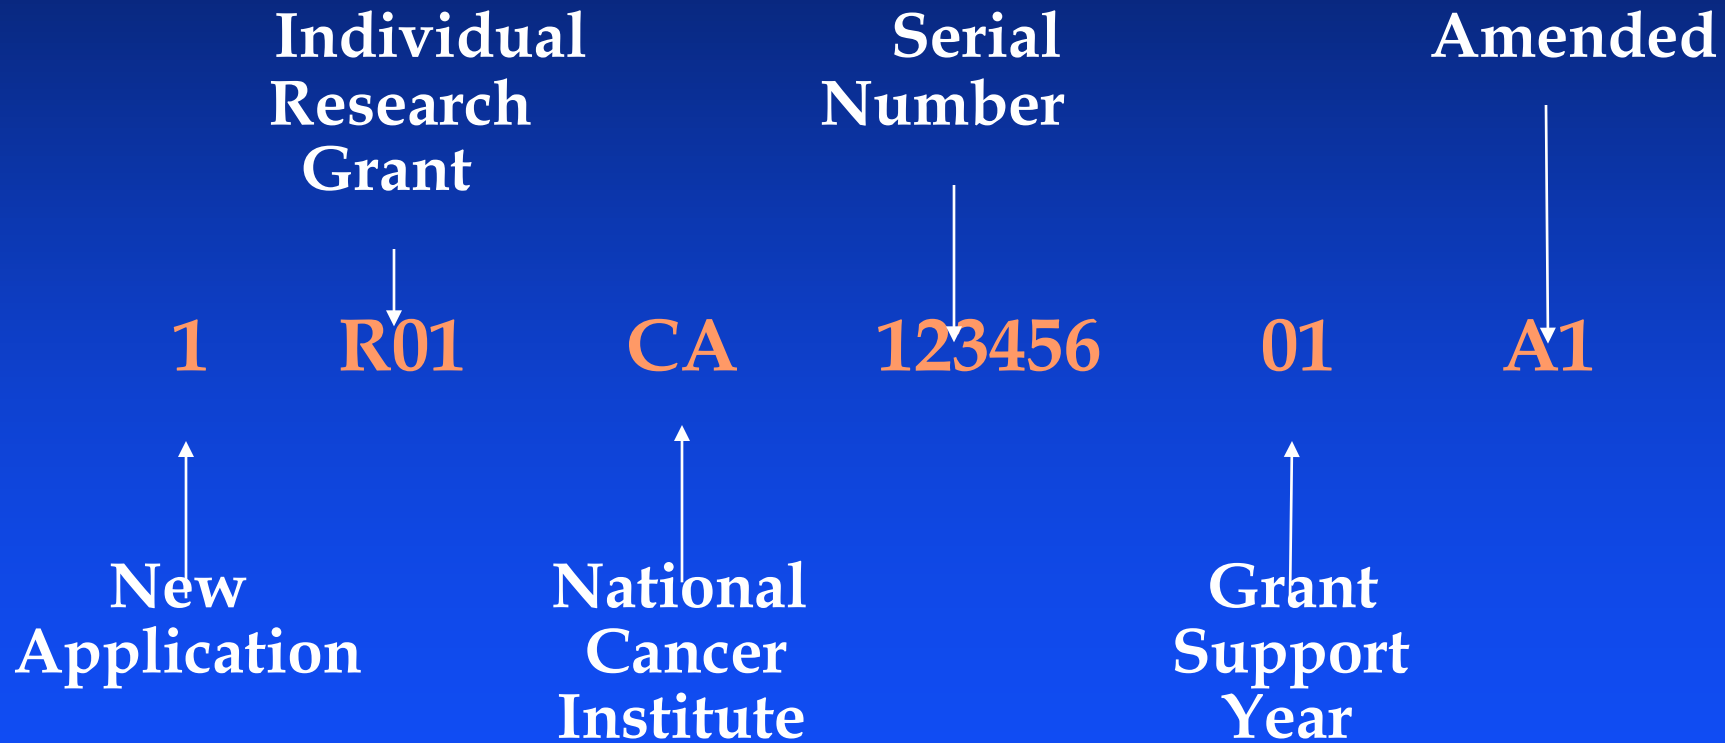 Individual
Research
Grant
Serial
Number
Amended
1 R01 CA 123456 01 A1
New
Application
National
Cancer
Institute
Grant
Support
Year